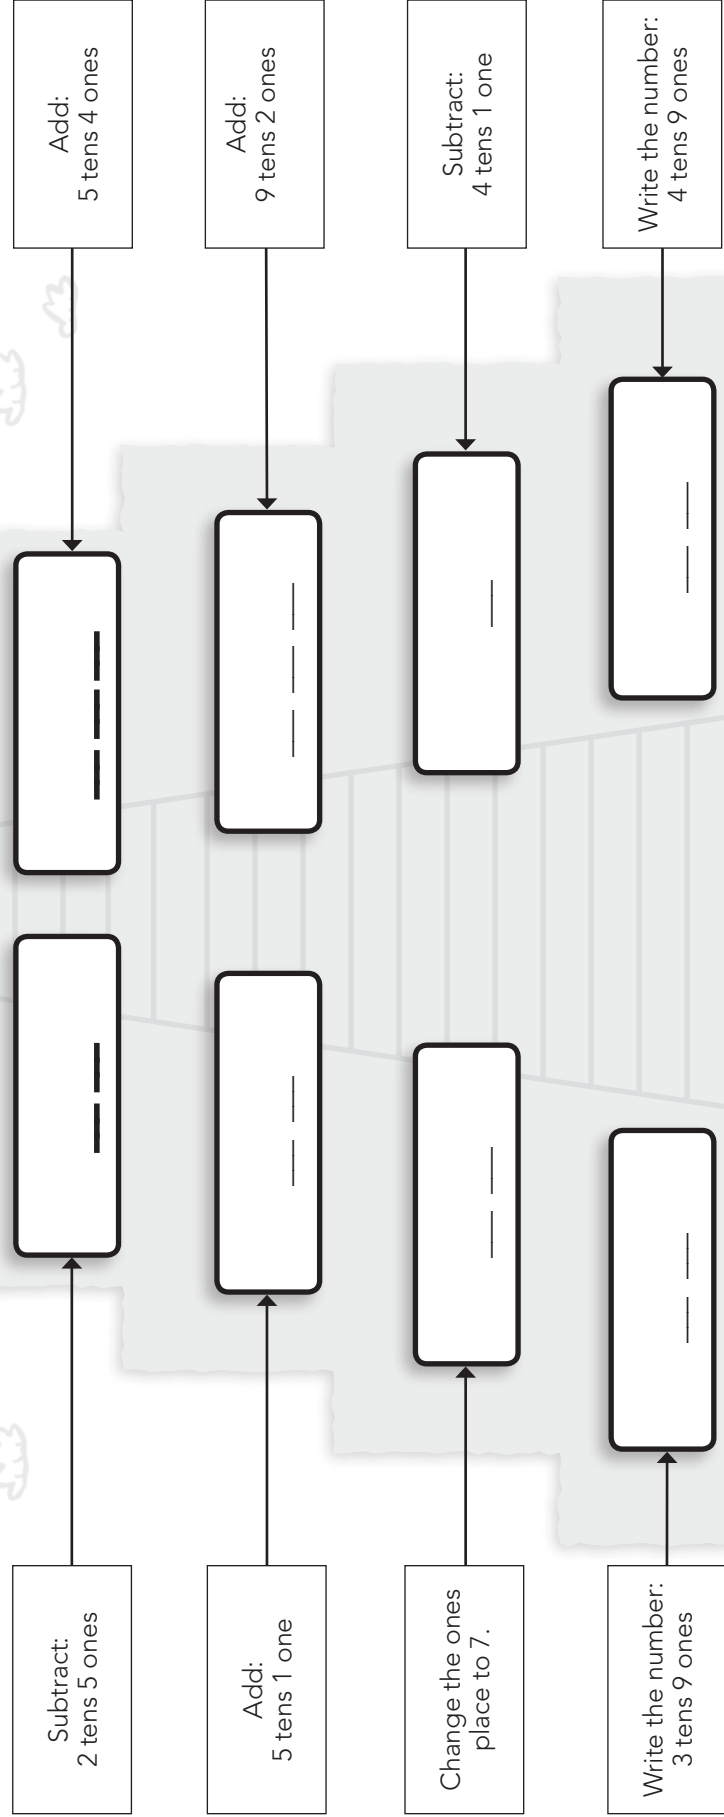 Subtract:
2 tens 5 ones
Add:
5 tens 4 ones
Add:
5 tens 1 one
Add:
9 tens 2 ones
Change the ones
place to 7.
Subtract:
4 tens 1 one
Write the number:
3 tens 9 ones
Write the number:
4 tens 9 ones